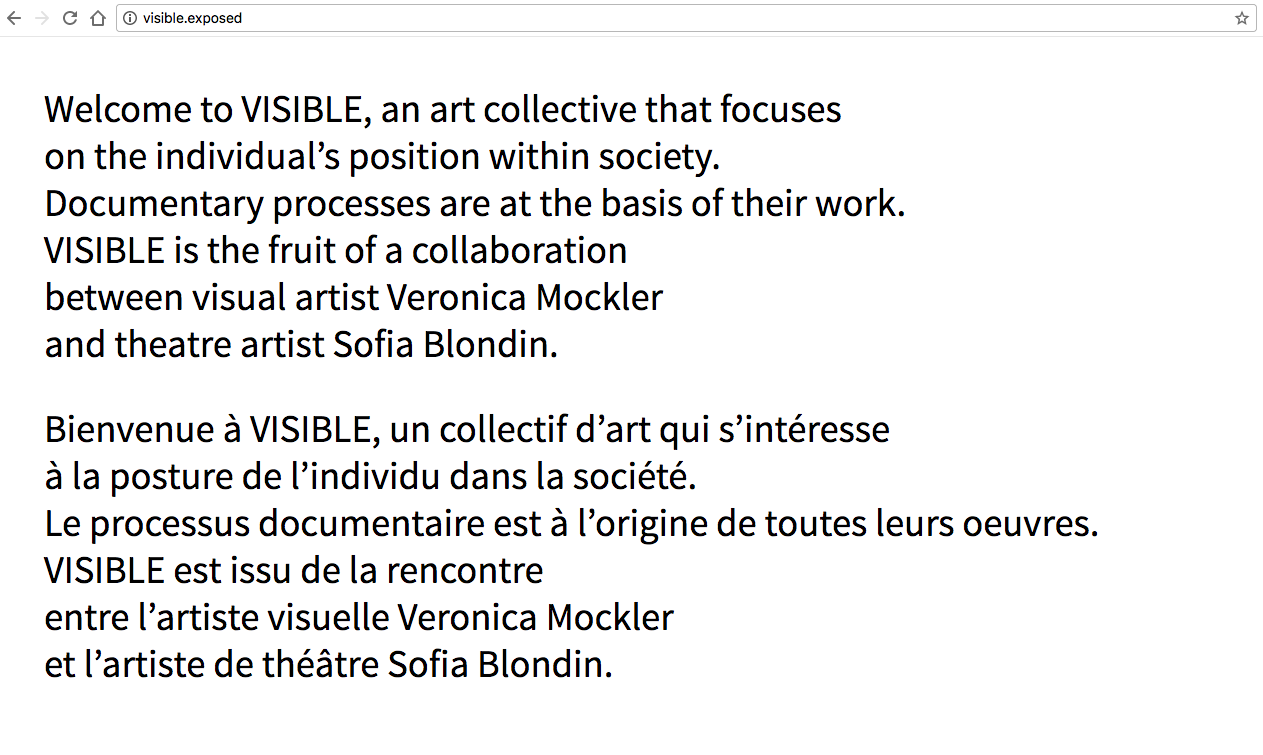 visible.exposed
Welcome to VISIBLE, an art collective that focuses
on the individual’s position within society.
Documentary processes are at the basis of their work.
VISIBLE is the fruit of a collaboration
between visual artist Veronica Mockler
and theatre artist Sofia Blondin.
Bienvenue à VISIBLE, un collectif d’art qui s’intéresse
à la posture de l’individu dans la société.
Le processus documentaire est à l’origine de toutes leurs oeuvres.
VISIBLE est issu de la rencontre
entre l’artiste visuelle Veronica Mockler
et l’artiste de théâtre Sofia Blondin.